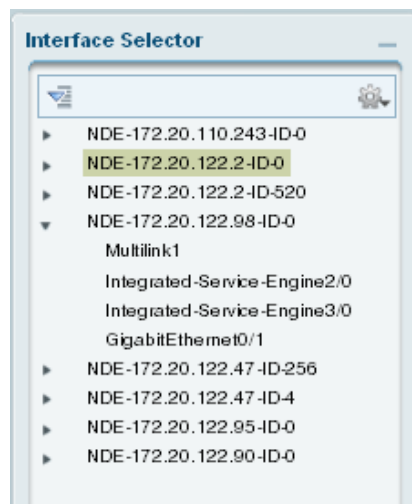 Interface Selector
NDE-172.20.110.243-ID-0
NDE-172.20.122.2-ID-0
NDE-172.20.122.2-ID-520
NDE-172.20.122.98-ID-0
Multilink1
Integrated-Service-Engine2/0
Integrated-Service-Engine3/0
GigabitEthernet0/1
NDE-172.20.122.47-ID-256
NDE-172.20.122.47-ID-4
NDE-172.20.122.95-ID-0
NDE-172.20.122.90-ID-0